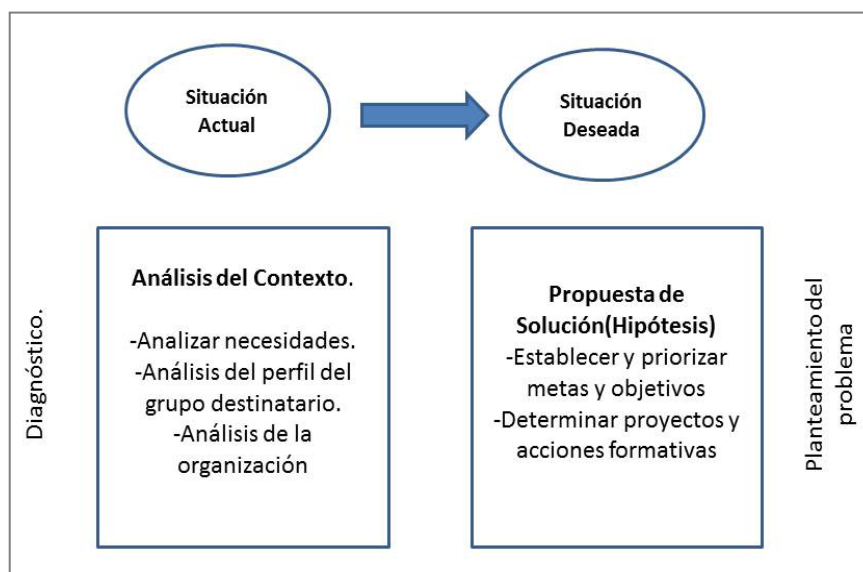 Situación
Actual
Situación
Deseada
Diagnóstico.
Análisis del Contexto.
-Analizar necesidades.
-Análisis del perfil del
grupo destinatario.
-Análisis de la
organización
Propuesta de
Solución(Hipótesis)
-Establecer y priorizar
metas y objetivos
-Determinar proyectos y
acciones formativas
Planteamiento del
problema